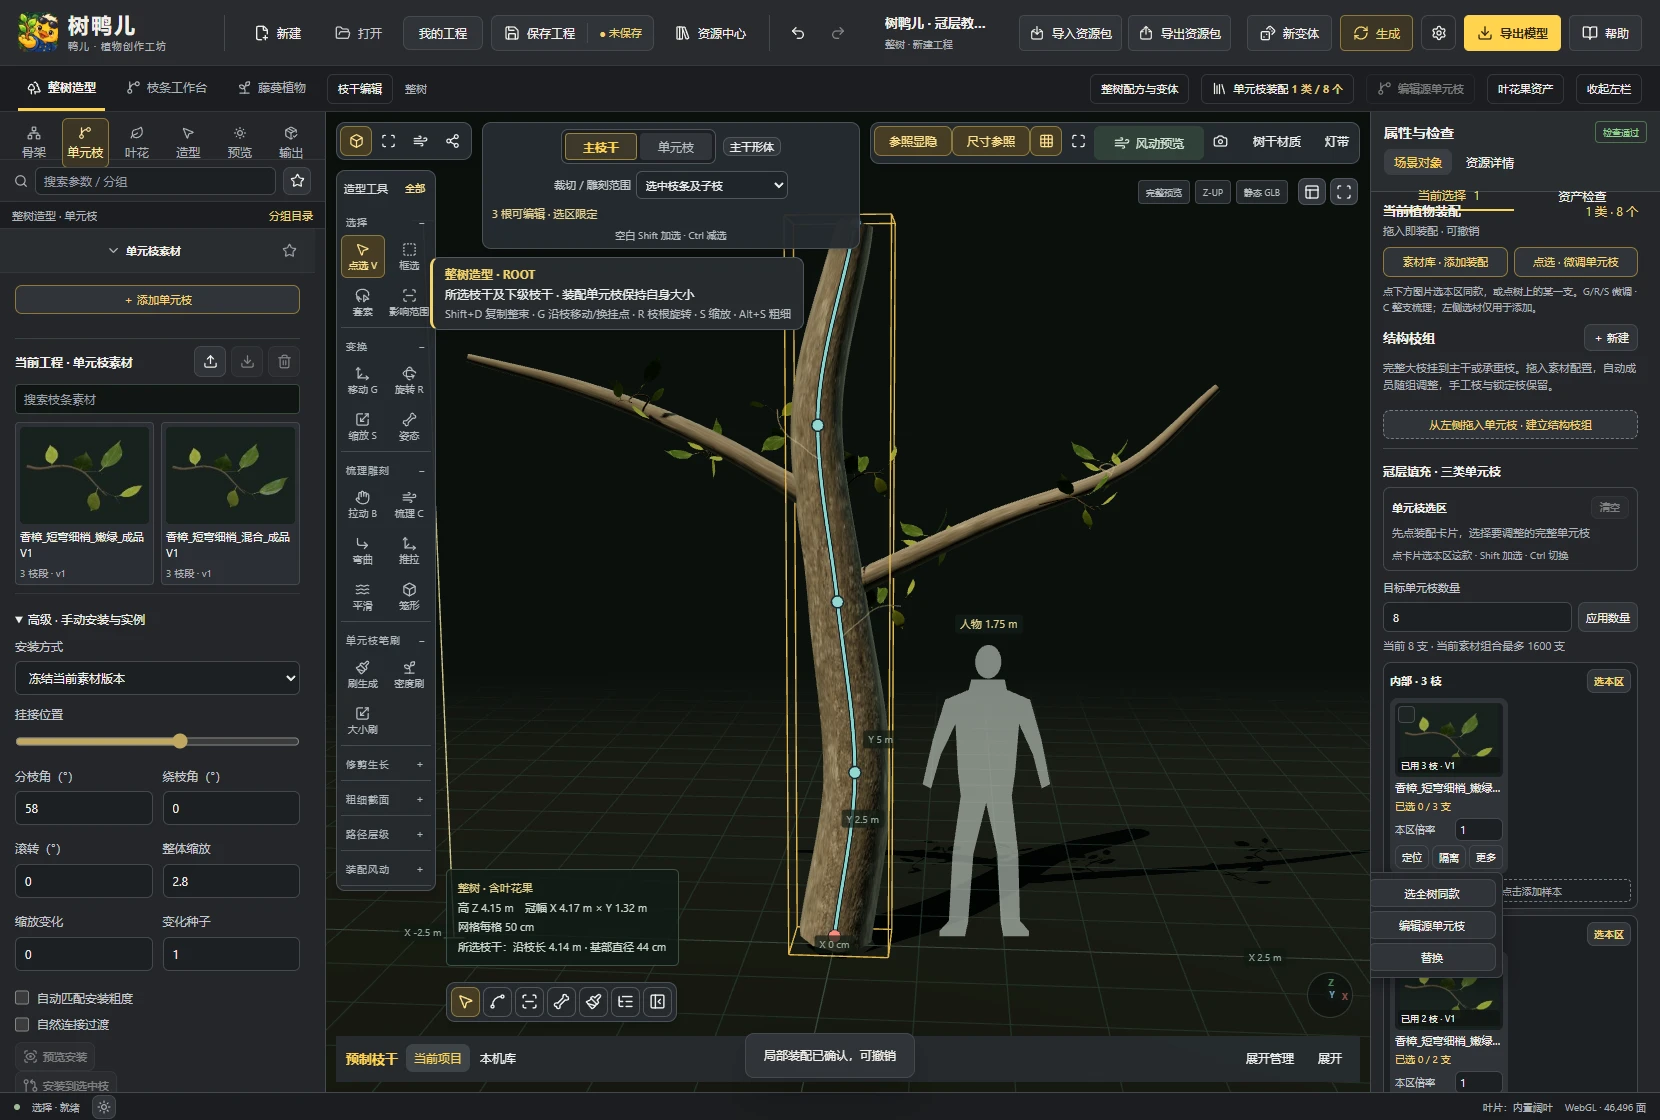 树鸭儿
鸭儿 · 植物创作工坊
新建
打开
我的工程
保存工程
未保存
资源中心
树鸭儿 · 冠层教...
整树 · 新建工程
导入资源包
导出资源包
新变体
生成
导出模型
帮助
整树造型
枝条工作台
藤蔓植物
枝干编辑
整树
整树配方与变体
单元枝装配 1 类 / 8 个
编辑源单元枝
叶花果资产
收起左栏
骨架
单元枝
叶花
造型
预览
输出
搜索参数 / 分组
整树造型 · 单元枝
分组目录
单元枝素材
+ 添加单元枝
当前工程 · 单元枝素材
搜索枝条素材
香樟_短穹细梢_嫩绿_成品 V1
3 枝段 · v1
香樟_短穹细梢_混合_成品 V1
3 枝段 · v1
高级 · 手动安装与实例
安装方式
冻结当前素材版本
挂接位置
分枝角（°）
绕枝角（°）
58
0
滚转（°）
整体缩放
0
2.8
缩放变化
变化种子
0
1
自动匹配安装粗度
自然连接过渡
预览安装
安装到选中枝
选择 · 就绪
造型工具
全部
选择
点选 V
框选
套索
影响范围
变换
移动 G
旋转 R
缩放 S
姿态
梳理雕刻
拉动 B
梳理 C
弯曲
推拉
平滑
笼形
单元枝笔刷
刷生成
密度刷
大小刷
修剪生长
粗细截面
路径层级
装配风动
主枝干
单元枝
主干形体
裁切 / 雕刻范围
选中枝条及子枝
3 根可编辑 · 选区限定
空白 Shift 加选 · Ctrl 减选
整树造型 · ROOT
所选枝干及下级枝干 · 装配单元枝保持自身大小
Shift+D 复制整束 · G 沿枝移动/换挂点 · R 枝根旋转 · S 缩放 · Alt+S 粗细
参照显隐
尺寸参照
风动预览
树干材质
灯带
完整预览
Z-UP
静态 GLB
人物 1.75 m
Y 5 m
Y 2.5 m
X 0 cm
X -2.5 m
X 2.5 m
Z
Y
X
整树 · 含叶花果
高 Z 4.15 m 冠幅 X 4.17 m × Y 1.32 m
网格每格 50 cm
所选枝干：沿枝长 4.14 m · 基部直径 44 cm
预制枝干
当前项目
本机库
局部装配已确认，可撤销
展开管理
展开
属性与检查
检查通过
场景对象
资源详情
当前选择 1
资产检查
当前植物装配
1 类 · 8 个
拖入即装配 · 可撤销
素材库 · 添加装配
点选 · 微调单元枝
点下方图片选本区同款，或点树上的某一支。G/R/S 微调 · C 整支梳理；左侧选材仅用于添加。
结构枝组
+ 新建
完整大枝挂到主干或承重枝。拖入素材配置，自动成员随组调整，手工枝与锁定枝保留。
从左侧拖入单元枝 · 建立结构枝组
冠层填充 · 三类单元枝
单元枝选区
清空
先点装配卡片，选择要调整的完整单元枝
点卡片选本区这款 · Shift 加选 · Ctrl 切换
目标单元枝数量
8
应用数量
当前 8 支 · 当前素材组合最多 1600 支
内部 · 3 枝
选本区
已用 3 枝 · V1
香樟_短穹细梢_嫩绿...
已选 0 / 3 支
本区倍率
1
定位
隔离
更多
选全树同款
编辑源单元枝
替换
点击添加样本
选本区
已用 2 枝 · V1
香樟_短穹细梢_嫩绿...
已选 0 / 2 支
本区倍率
1
叶片：内置阔叶
WebGL · 46,496 面